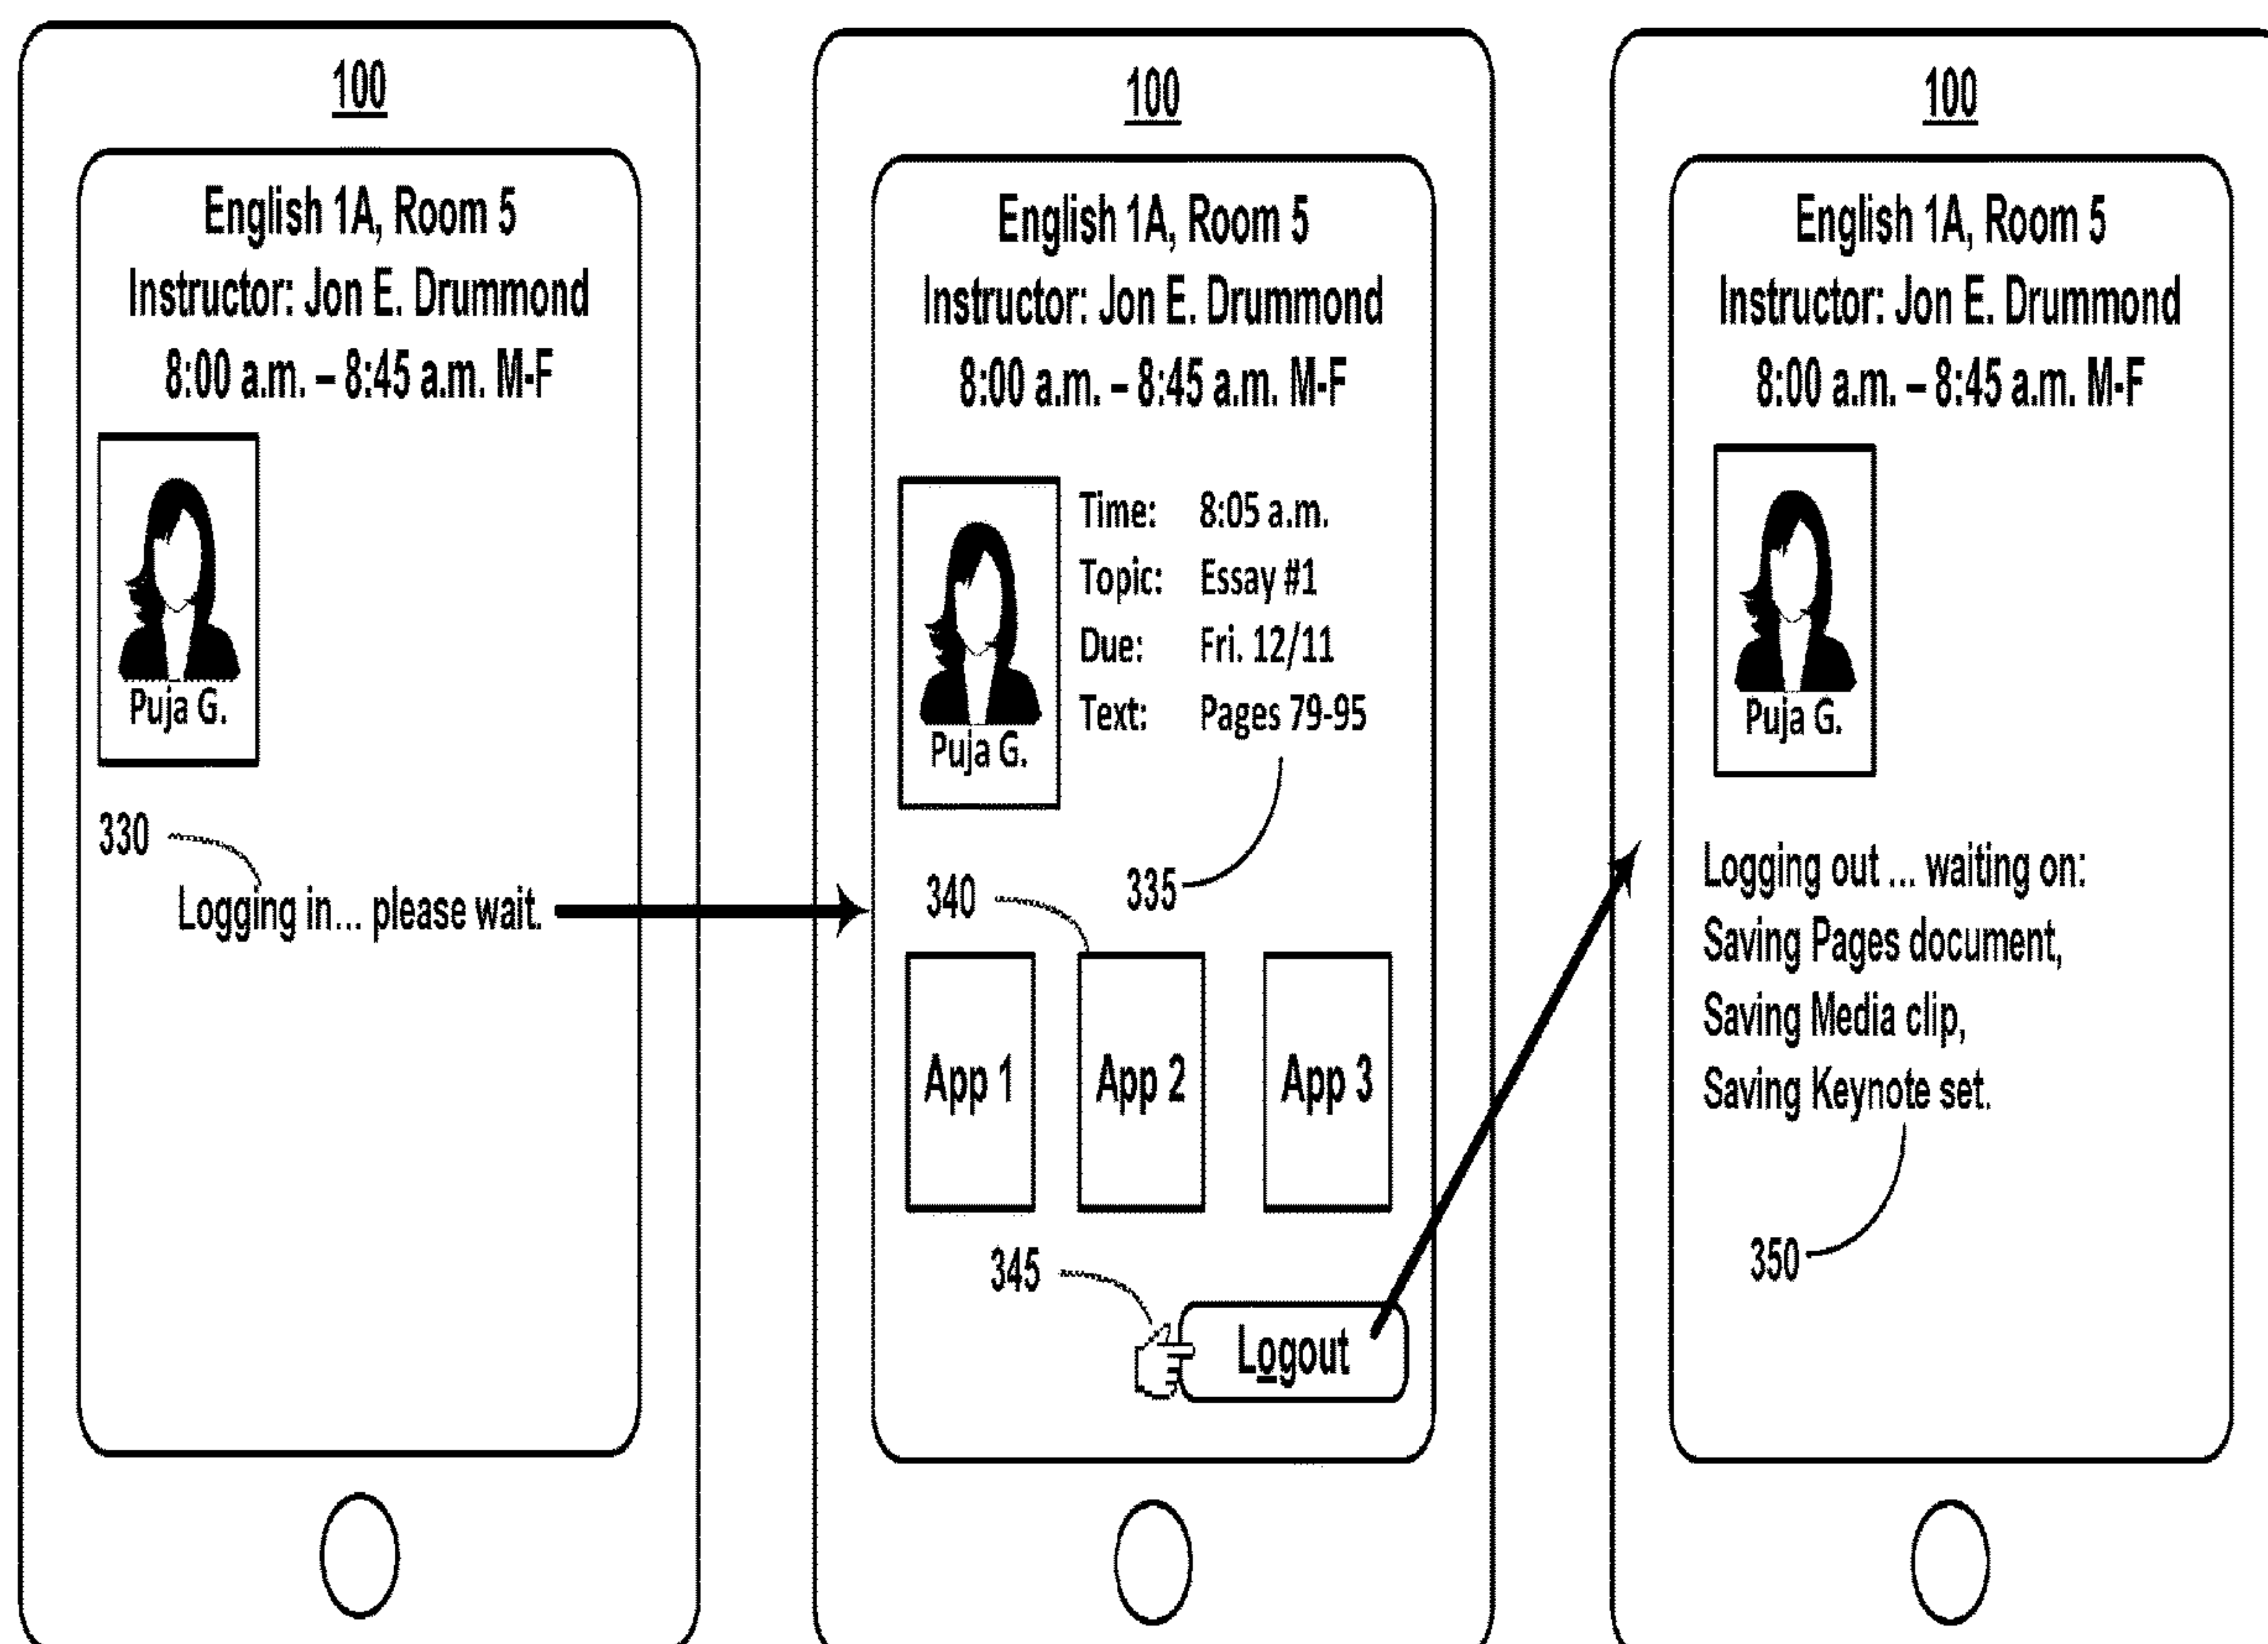 100
English 1A, Room 5
Instructor: Jon E. Drummond
8:00 a.m. – 8:45 a.m. M-F
Puja G.
330
Logging in... please wait.
100
English 1A, Room 5
Instructor: Jon E. Drummond
8:00 a.m. – 8:45 a.m. M-F
Time: 8:05 a.m.
Topic: Essay #1
Due: Fri. 12/11
Text: Pages 79-95
Puja G.
340
335
App 1
App 2
App 3
345
Logout
100
English 1A, Room 5
Instructor: Jon E. Drummond
8:00 a.m. – 8:45 a.m. M-F
Puja G.
Logging out ... waiting on:
Saving Pages document,
Saving Media clip,
Saving Keynote set.
350